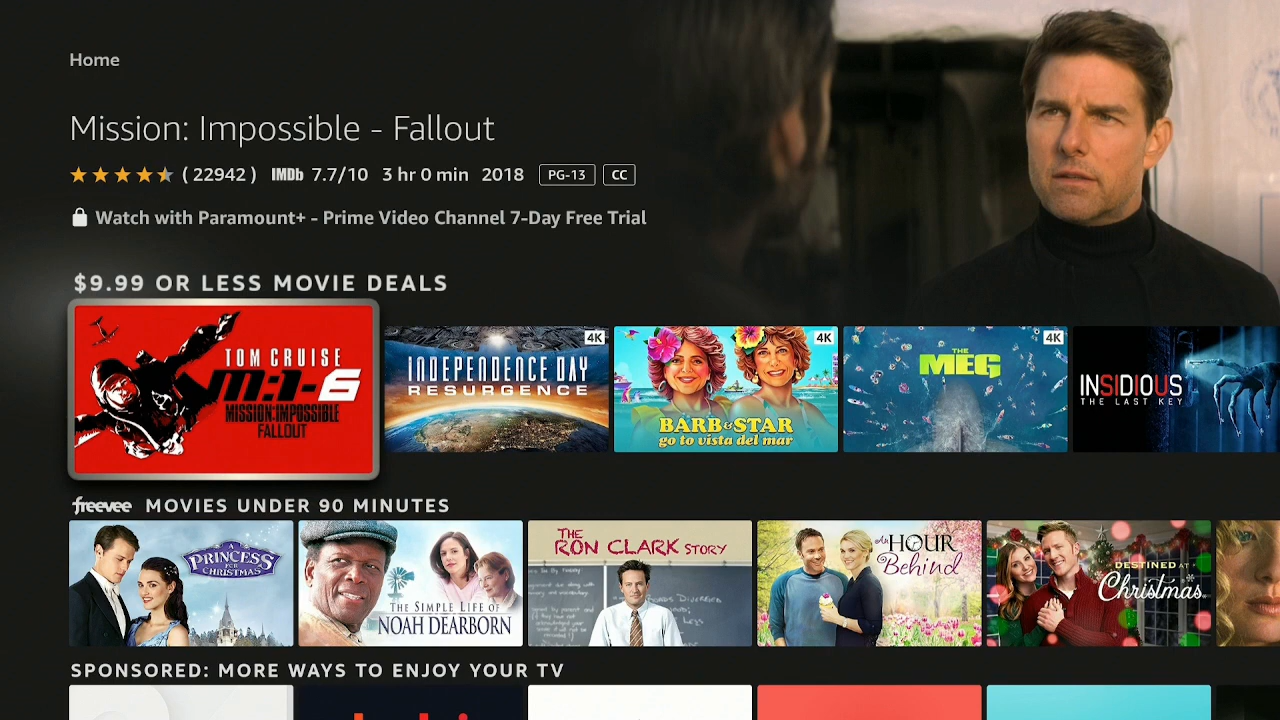 Home
Mission: Impossible - Fallout
( 22942 ) IMDb 7.7/10 3 hr 0 min 2018 PG-13 CC
Watch with Paramount+ - Prime Video Channel 7-Day Free Trial
$9.99 OR LESS MOVIE DEALS
TOM CRUISE
M:I-6
MISSION:IMPOSSIBLE
FALLOUT
4K
INDEPENDENCE DAY
RESURGENCE
4K
BARB & STAR
go to vista del mar
4K
THE
MEG
INSIDIOUS
THE LAST KEY
freevee MOVIES UNDER 90 MINUTES
A
PRINCESS
FOR
CHRISTMAS
THE SIMPLE LIFE OF
NOAH DEARBORN
THE
RON CLARK STORY
An HOUR
Behind
DESTINED AT
Christmas
SPONSORED: MORE WAYS TO ENJOY YOUR TV